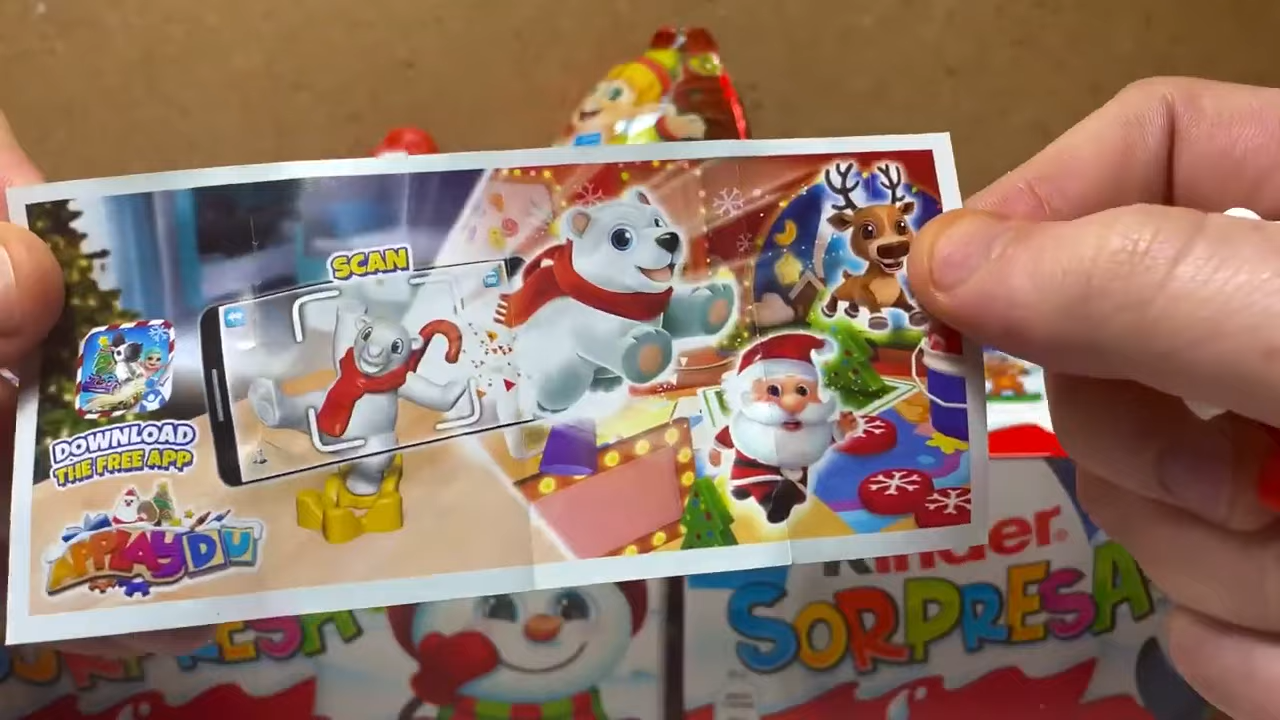 SCAN
DOWNLOAD
THE FREE APP
APPLAYDU
Kinder
SORPRESA